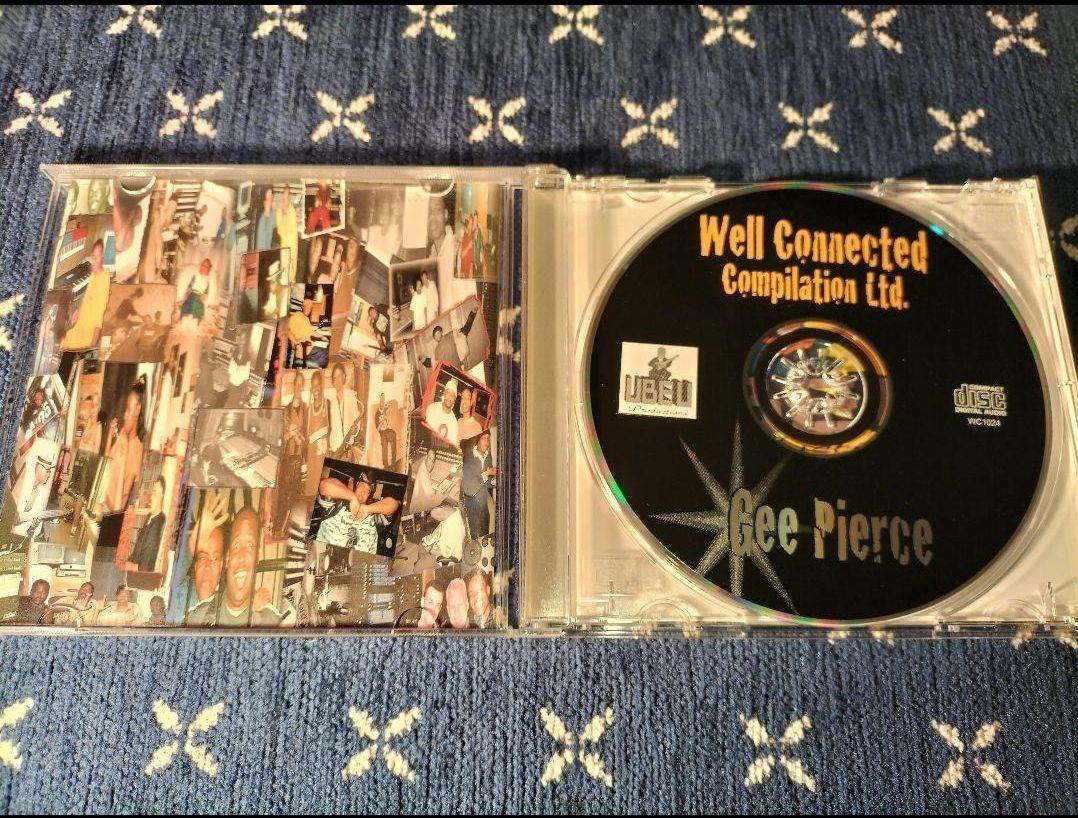 Well Connected
Compilation Ltd.
UBEU
Productions
COMPACT
disc
DIGITAL AUDIO
WC1024
Gee Pierce